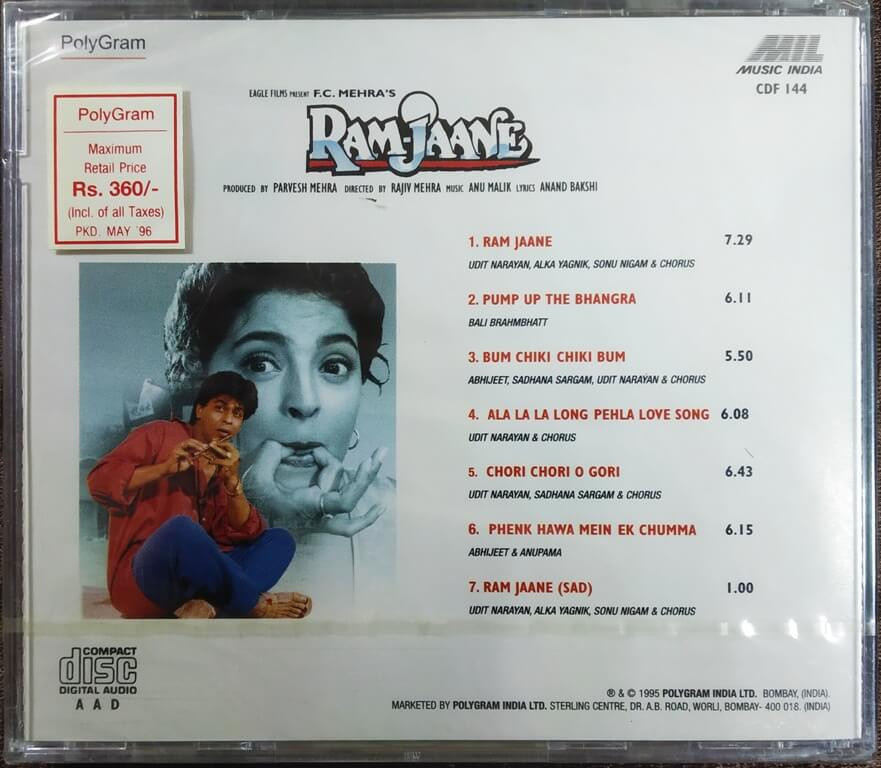 PolyGram
MIL
MUSIC INDIA
CDF 144
PolyGram
Maximum
Retail Price
Rs. 360/-
(Incl. of all Taxes)
PKD. MAY '96
EAGLE FILMS PRESENT F.C. MEHRA'S
RAM-JAANE
PRODUCED BY PARVESH MEHRA DIRECTED BY RAJIV MEHRA MUSIC ANU MALIK LYRICS ANAND BAKSHI
1. RAM JAANE 7.29
UDIT NARAYAN, ALKA YAGNIK, SONU NIGAM & CHORUS
2. PUMP UP THE BHANGRA 6.11
BALI BRAHMBHATT
3. BUM CHIKI CHIKI BUM 5.50
ABHIJEET, SADHANA SARGAM, UDIT NARAYAN & CHORUS
4. ALA LA LA LONG PEHLA LOVE SONG 6.08
UDIT NARAYAN & CHORUS
5. CHORI CHORI O GORI 6.43
UDIT NARAYAN, SADHANA SARGAM & CHORUS
6. PHENK HAWA MEIN EK CHUMMA 6.15
ABHIJEET & ANUPAMA
7. RAM JAANE (SAD) 1.00
UDIT NARAYAN, ALKA YAGNIK, SONU NIGAM & CHORUS
COMPACT
disc
DIGITAL AUDIO
A A D
℗ & © 1995 POLYGRAM INDIA LTD. BOMBAY, (INDIA).
MARKETED BY POLYGRAM INDIA LTD. STERLING CENTRE, DR. A.B. ROAD, WORLI, BOMBAY- 400 018. (INDIA)